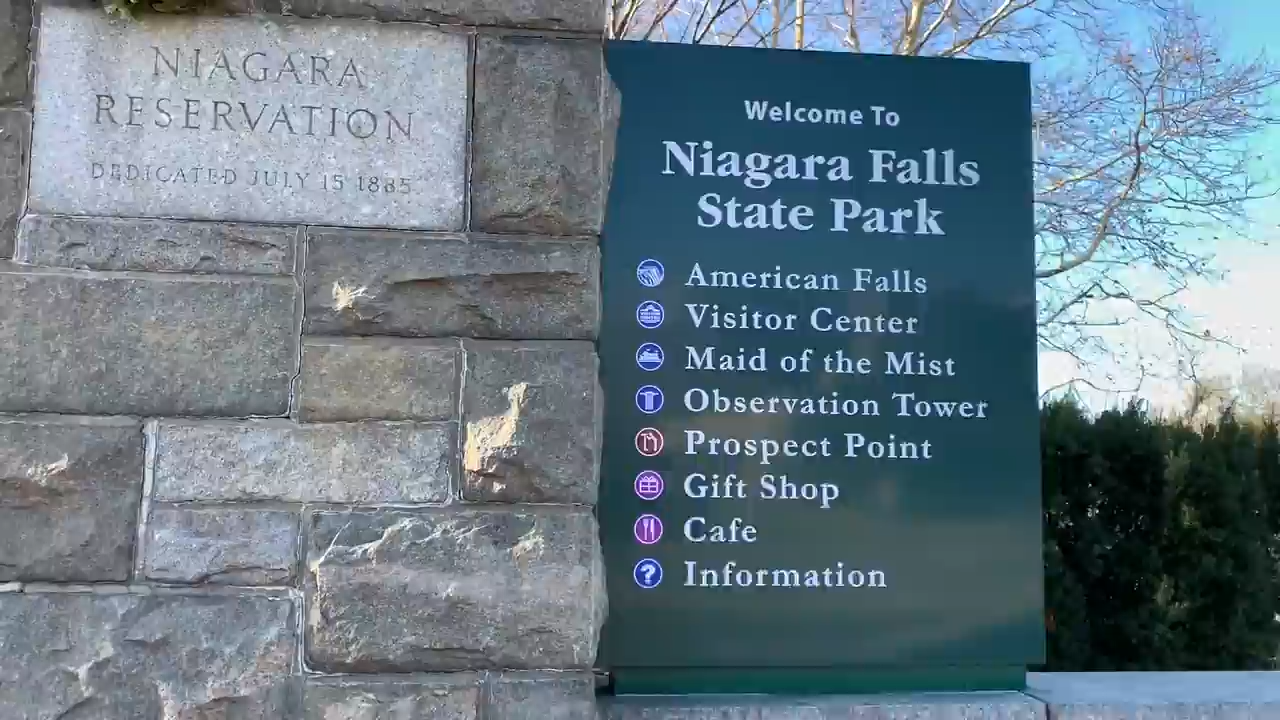 NIAGARA
RESERVATION
DEDICATED JULY 15 1885
Welcome To
Niagara Falls
State Park
American Falls
Visitor Center
Maid of the Mist
Observation Tower
Prospect Point
Gift Shop
Cafe
? Information